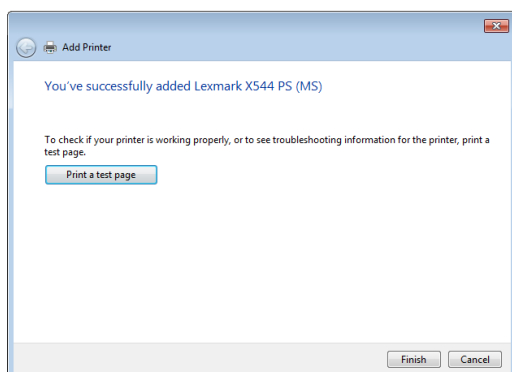 Add Printer
You've successfully added Lexmark X544 PS (MS)
To check if your printer is working properly, or to see troubleshooting information for the printer, print a
test page.
Print a test page
Finish
Cancel